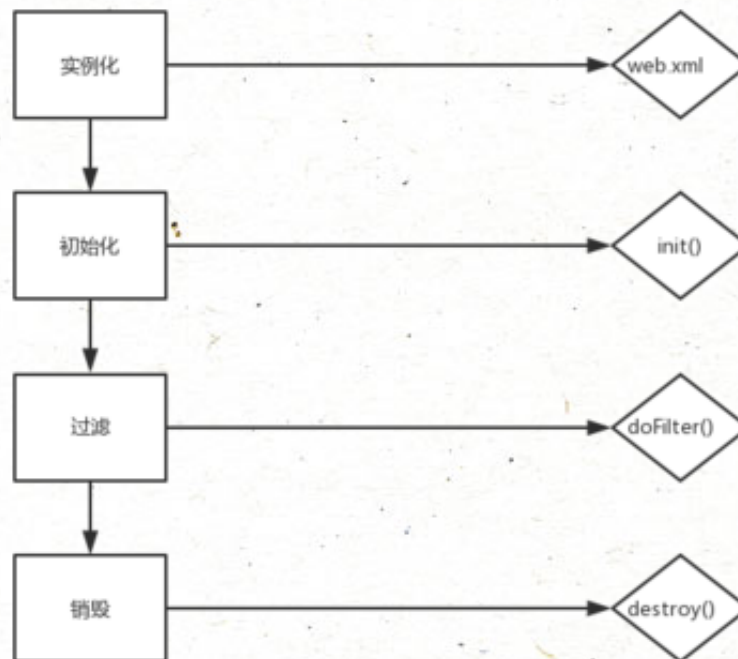 实例化
web.xml
初始化
init()
过滤
doFilter()
销毁
destroy()